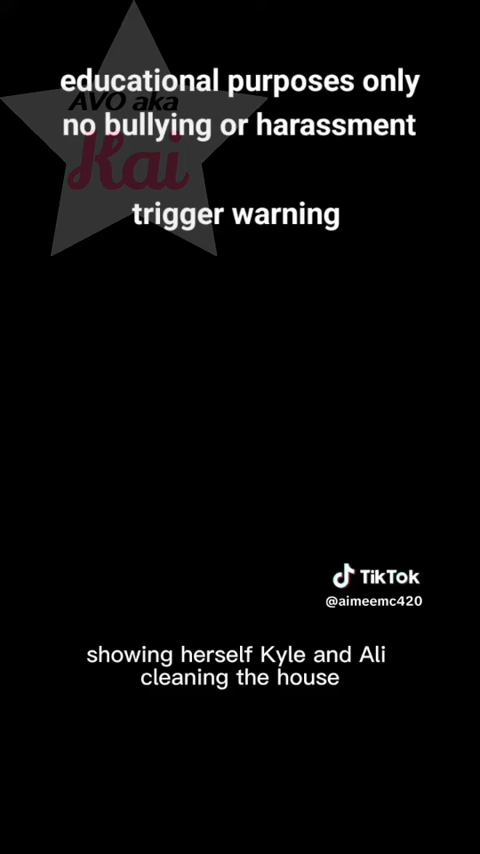 educational purposes only
AVO aka
no bullying or harassment
Kai
trigger warning
TikTok
@aimeemc420
showing herself Kyle and Ali
cleaning the house